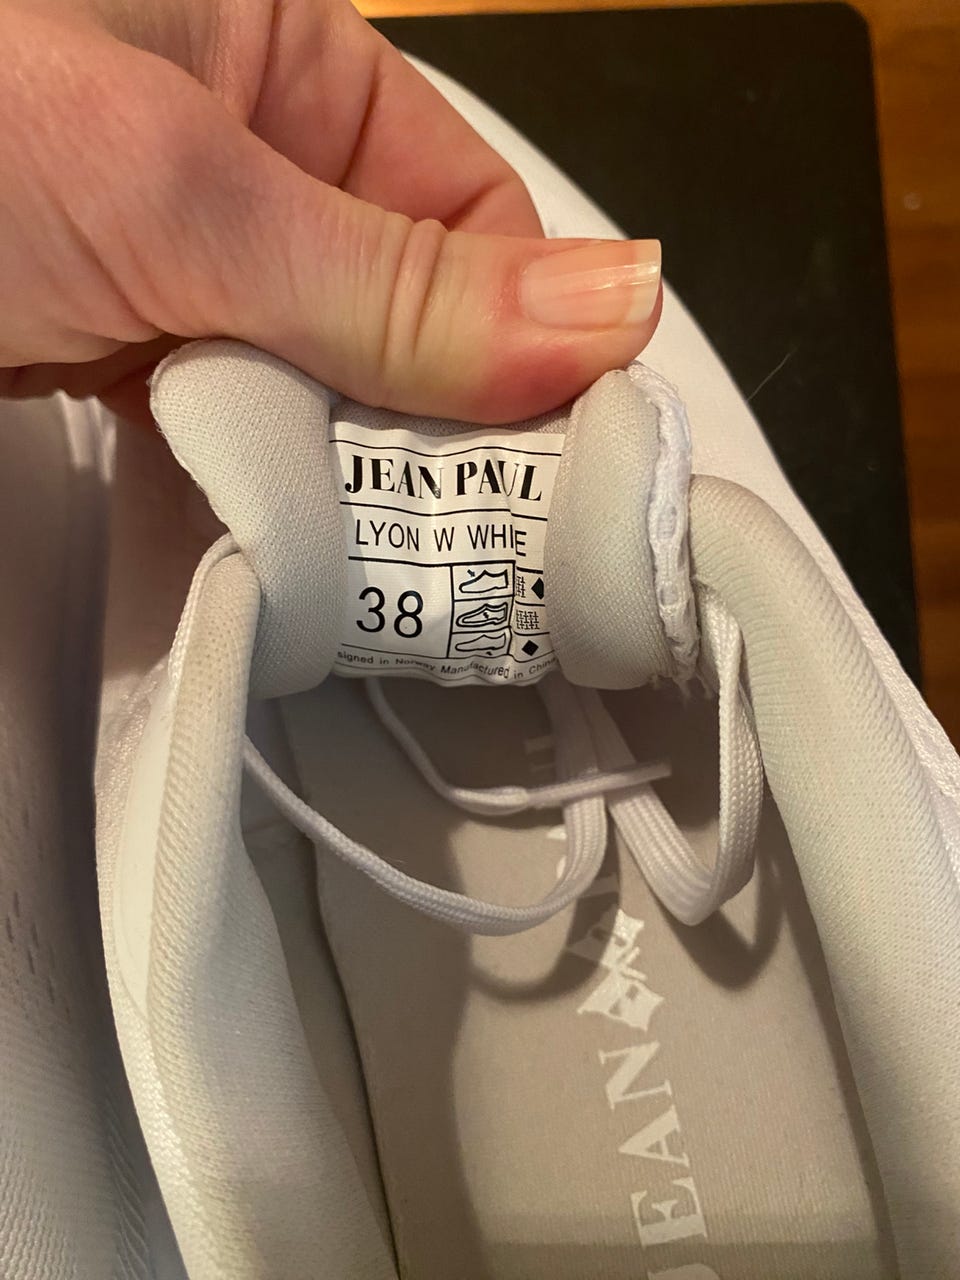 JEAN PAUL
LYON W WHIE
38
signed in Norway Manufactured in China
JEAN